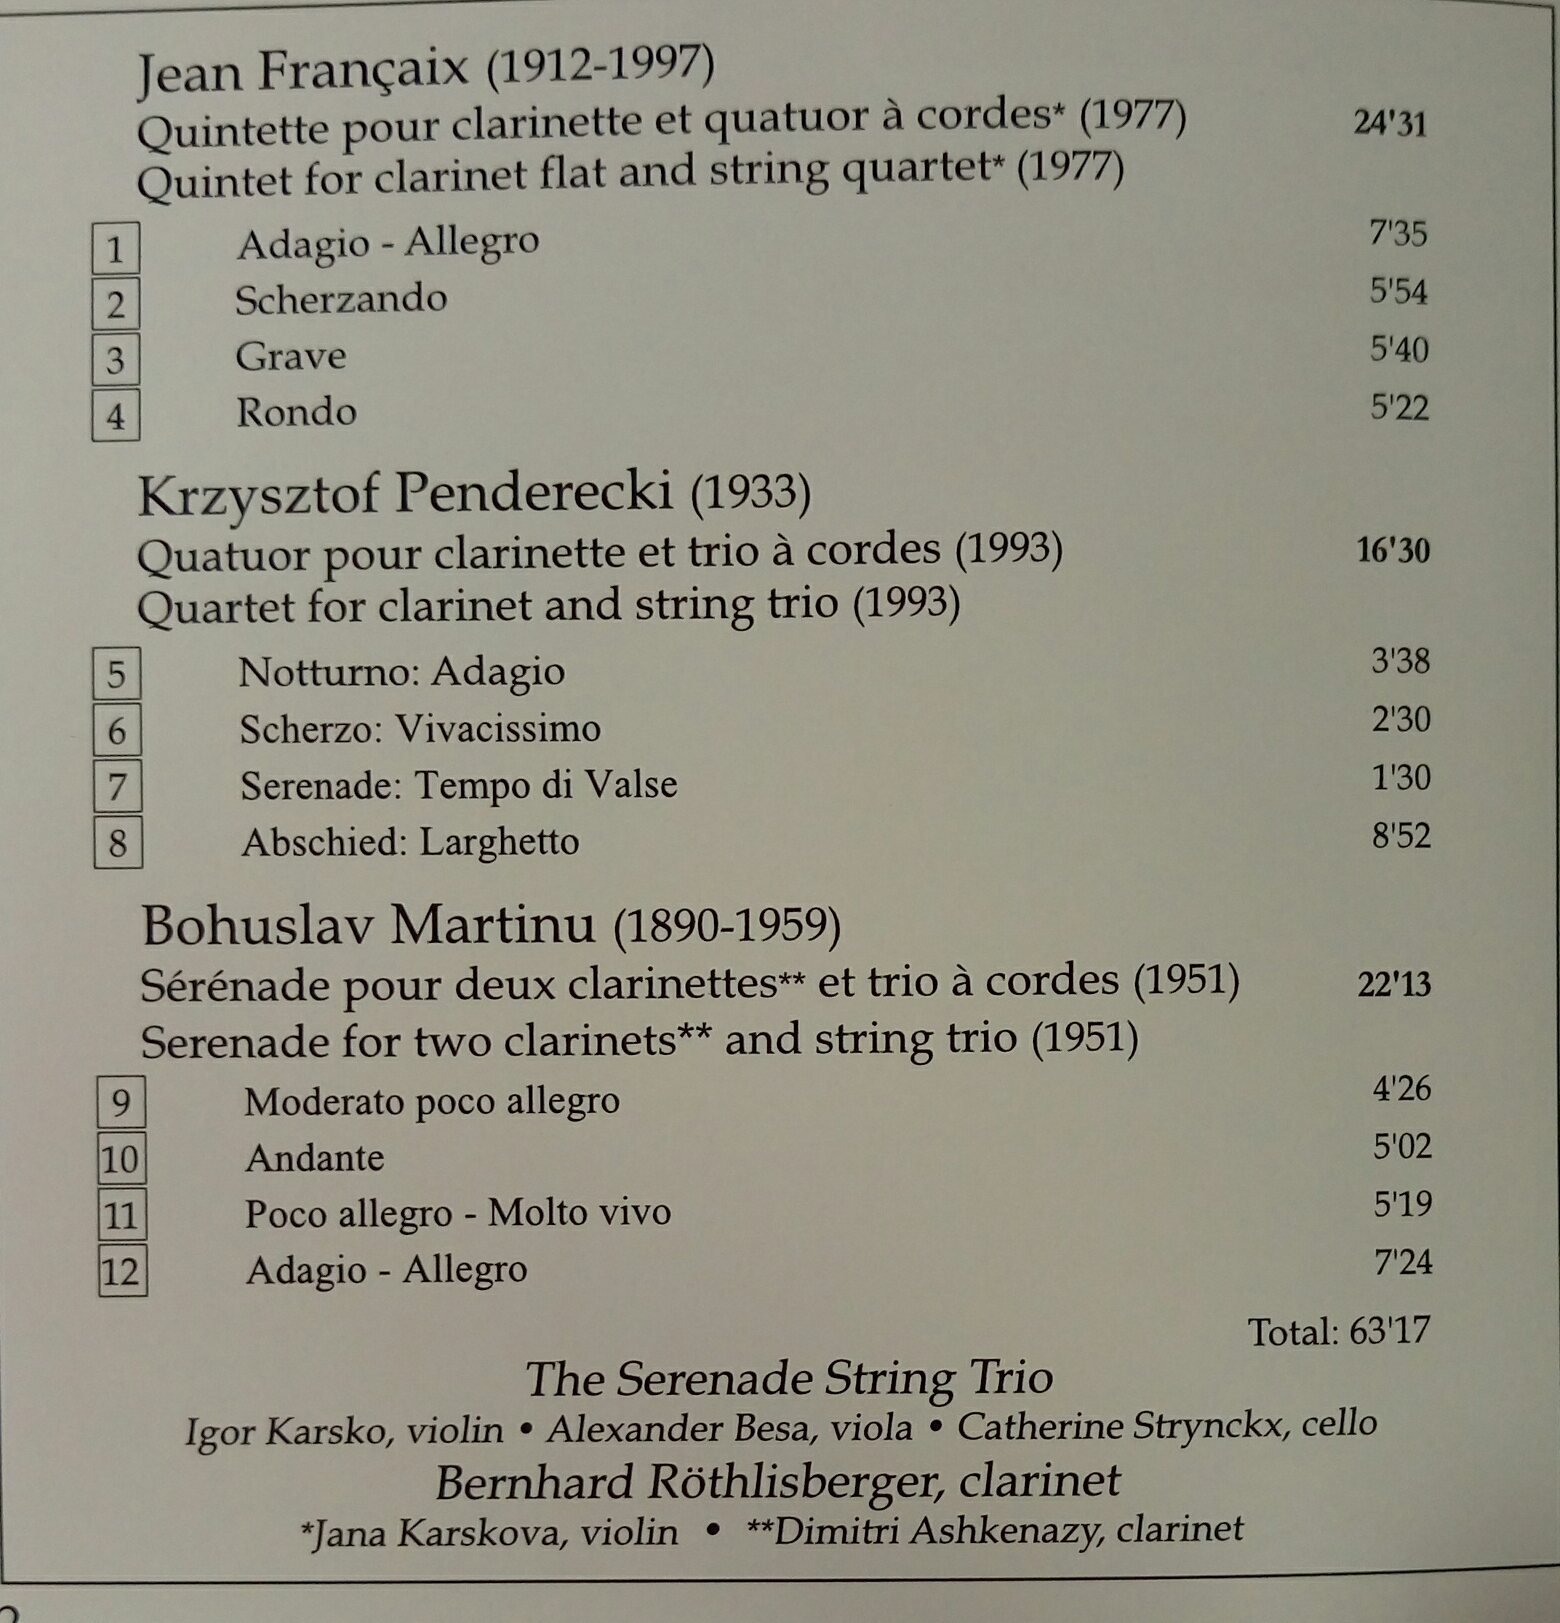 Jean Françaix (1912-1997)
Quintette pour clarinette et quatuor à cordes* (1977) 24'31
Quintet for clarinet flat and string quartet* (1977)
1 Adagio - Allegro 7'35
2 Scherzando 5'54
3 Grave 5'40
4 Rondo 5'22
Krzysztof Penderecki (1933)
Quatuor pour clarinette et trio à cordes (1993) 16'30
Quartet for clarinet and string trio (1993)
5 Notturno: Adagio 3'38
6 Scherzo: Vivacissimo 2'30
7 Serenade: Tempo di Valse 1'30
8 Abschied: Larghetto 8'52
Bohuslav Martinu (1890-1959)
Sérénade pour deux clarinettes** et trio à cordes (1951) 22'13
Serenade for two clarinets** and string trio (1951)
9 Moderato poco allegro 4'26
10 Andante 5'02
11 Poco allegro - Molto vivo 5'19
12 Adagio - Allegro 7'24
Total: 63'17
The Serenade String Trio
Igor Karsko, violin • Alexander Besa, viola • Catherine Strynckx, cello
Bernhard Röthlisberger, clarinet
*Jana Karskova, violin • **Dimitri Ashkenazy, clarinet